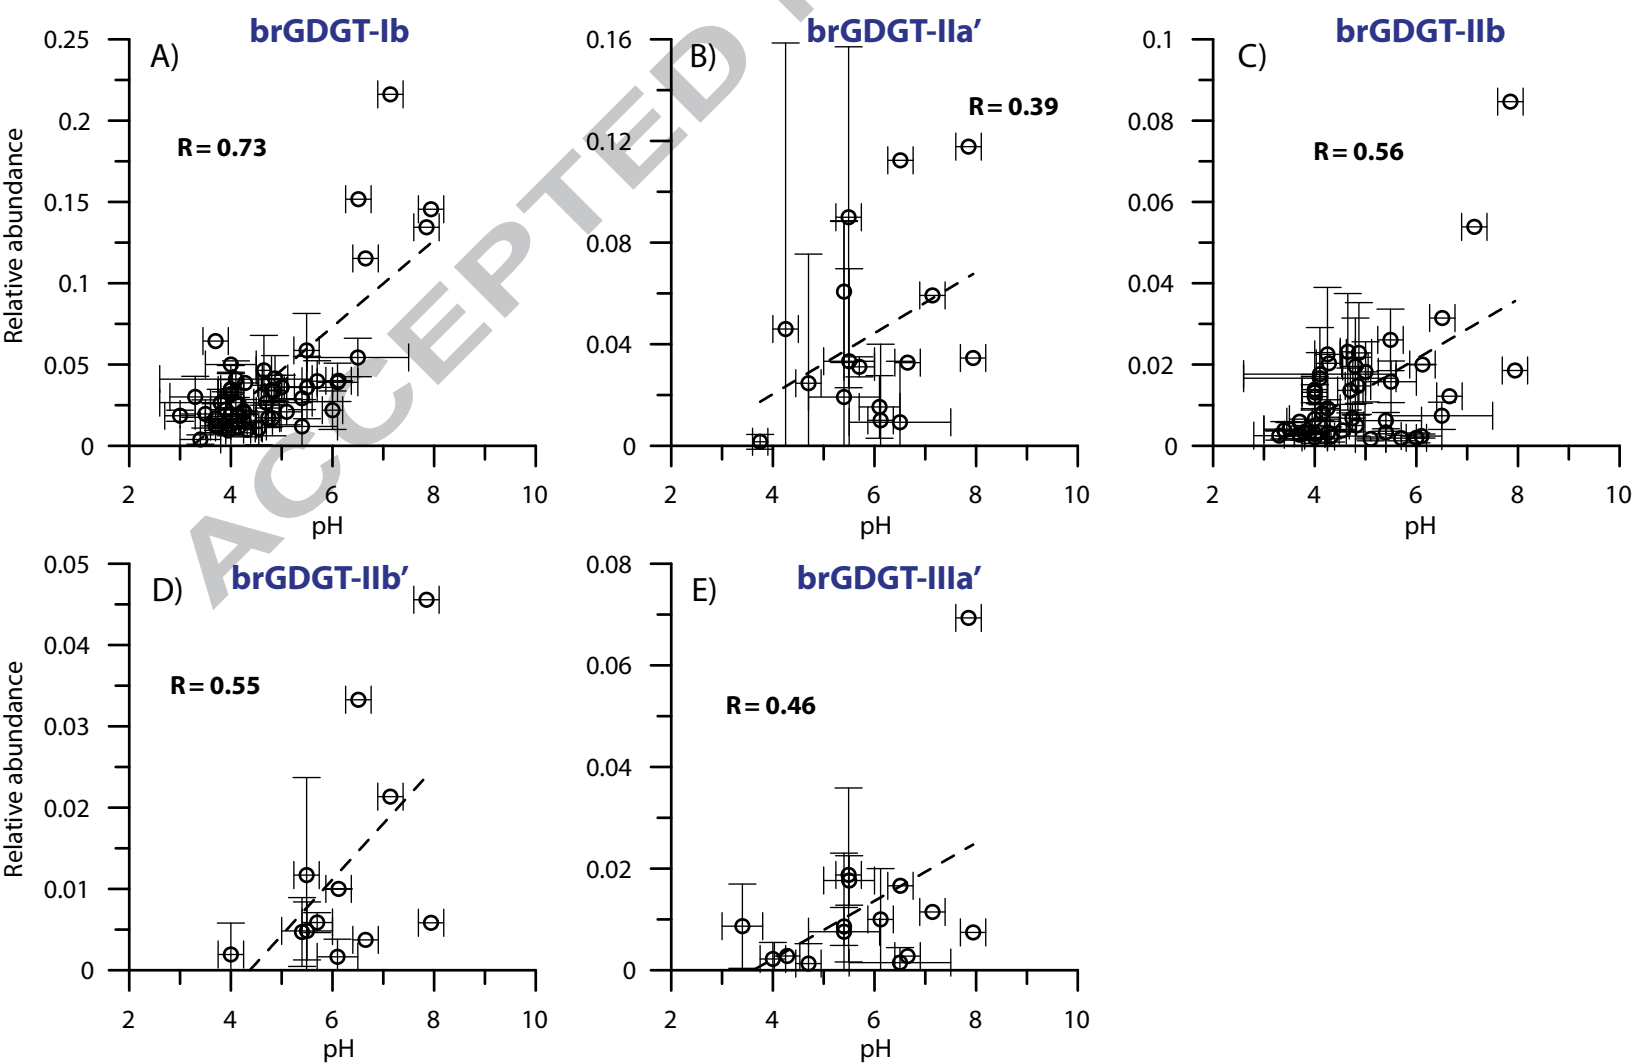 brGDGT-Ib
A)
R = 0.73
Relative abundance
0.25
0.2
0.15
0.1
0.05
0
2 4 6 8 10
pH
brGDGT-IIa’
B)
R = 0.39
0.16
0.12
0.08
0.04
0
2 4 6 8 10
pH
brGDGT-IIb
C)
R = 0.56
0.1
0.08
0.06
0.04
0.02
0
2 4 6 8 10
pH
brGDGT-IIb’
D)
R = 0.55
Relative abundance
0.05
0.04
0.03
0.02
0.01
0
2 4 6 8 10
pH
brGDGT-IIIa’
E)
R = 0.46
0.08
0.06
0.04
0.02
0
2 4 6 8 10
pH
ACCEPTED